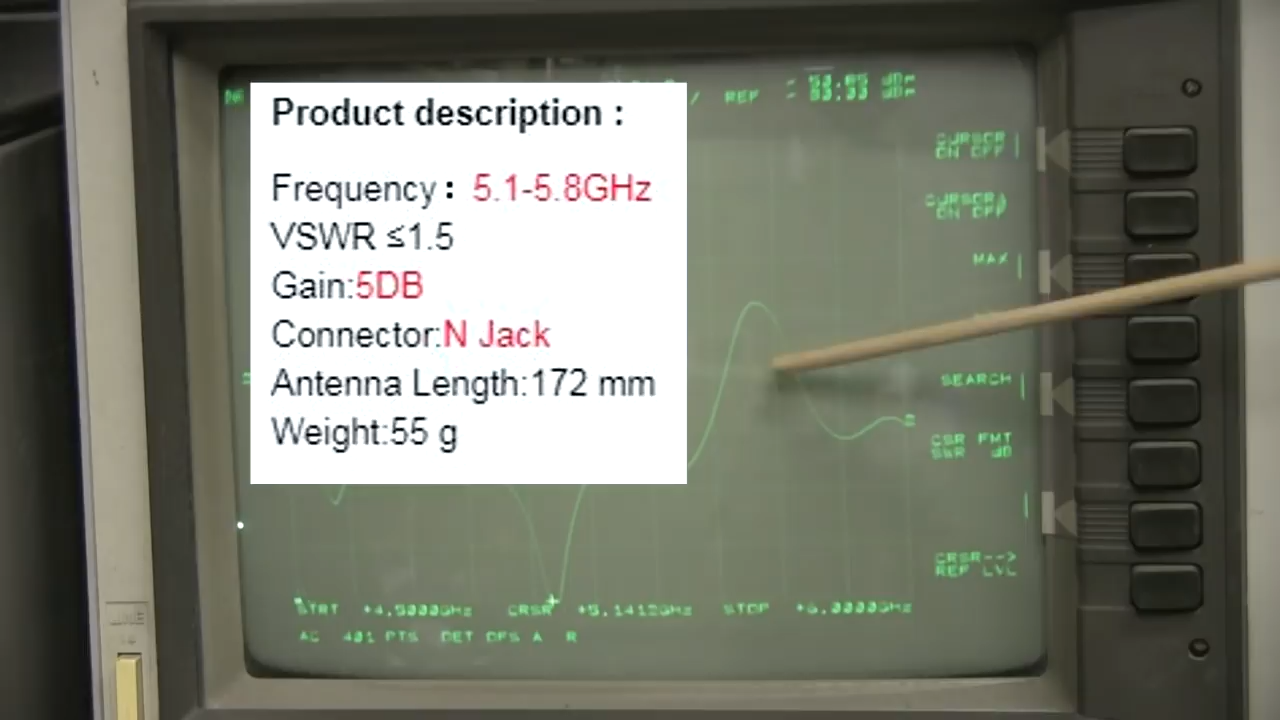 Product description :
Frequency: 5.1-5.8GHz
VSWR ≤1.5
Gain:5DB
Connector:N Jack
Antenna Length:172 mm
Weight:55 g
/ REF
CURSOR
ON OFF
ON OFF
MAX
SEARCH
CSR FMT
SWR dB
CRSR-->
REF LVL
STRT +4.5000GHz CRSR +5.1412GHz STOP +6.0000GHz
AC 401 PTS DET OFS A R